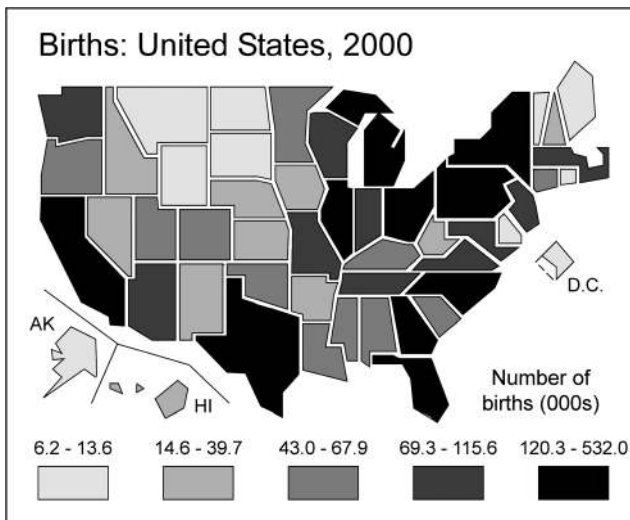 Births: United States, 2000
D.C.
AK
HI
Number of
births (000s)
6.2 - 13.6
14.6 - 39.7
43.0 - 67.9
69.3 - 115.6
120.3 - 532.0